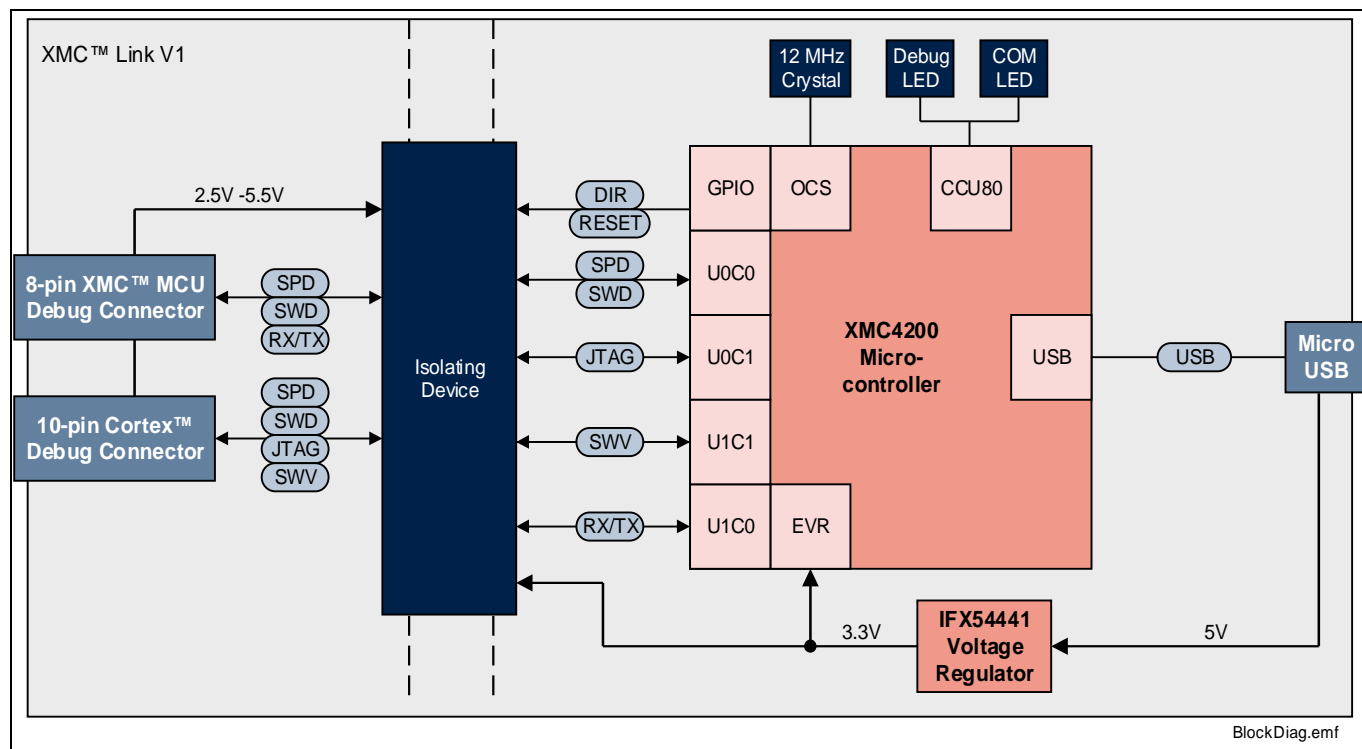 XMC™ Link V1
12 MHz
Crystal
Debug
LED
COM
LED
2.5V -5.5V
DIR
RESET
GPIO
OCS
CCU80
8-pin XMC™ MCU
Debug Connector
SPD
SWD
RX/TX
SPD
SWD
U0C0
10-pin Cortex™
Debug Connector
SPD
SWD
JTAG
SWV
Isolating
Device
JTAG
U0C1
XMC4200
Micro-
controller
USB
USB
Micro
USB
SWV
U1C1
RX/TX
U1C0
EVR
3.3V
IFX54441
Voltage
Regulator
5V
BlockDiag.emf